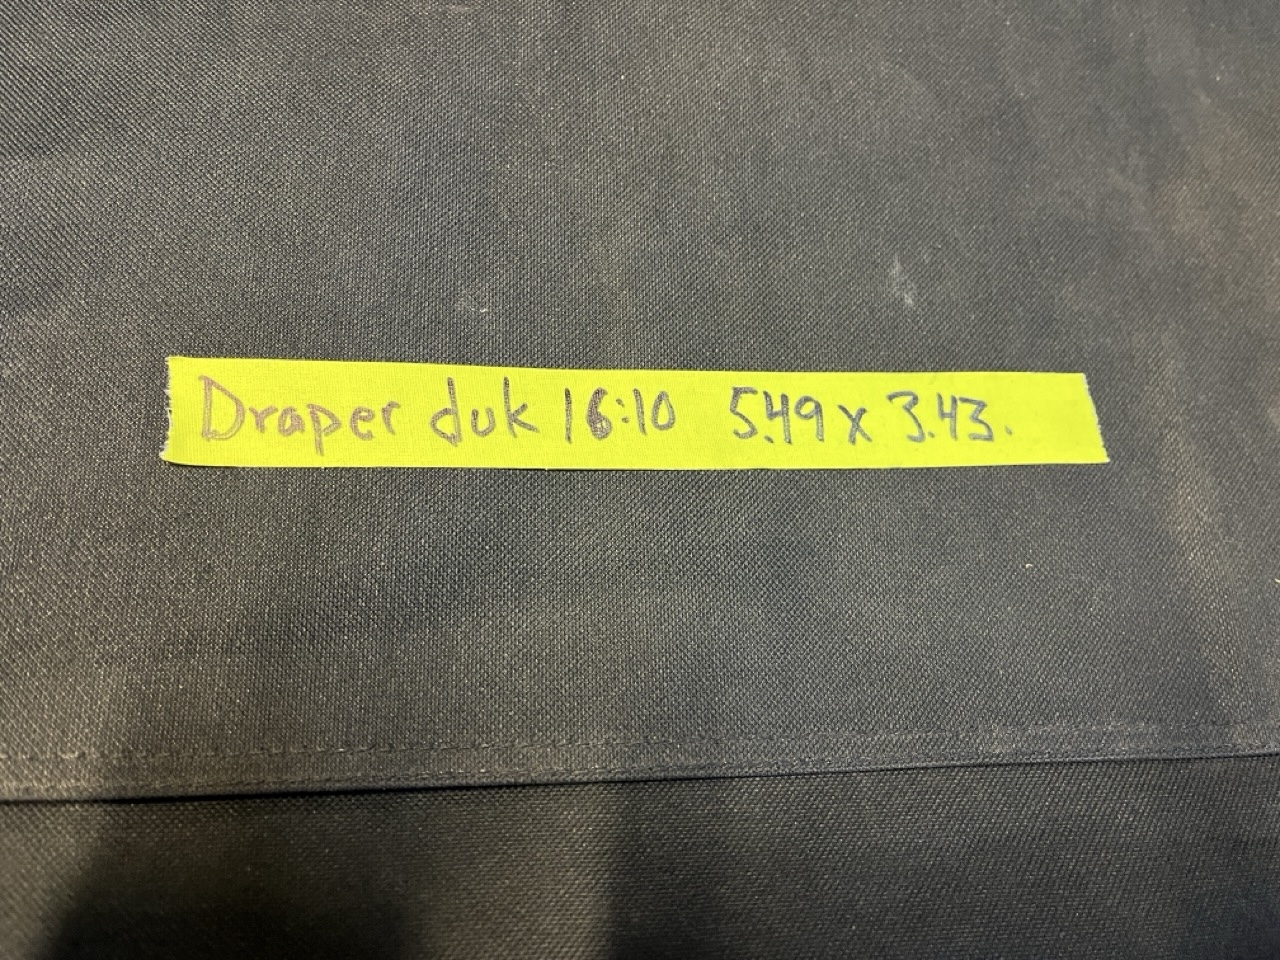 Draper duk 16:10 5.49 x 3.43.